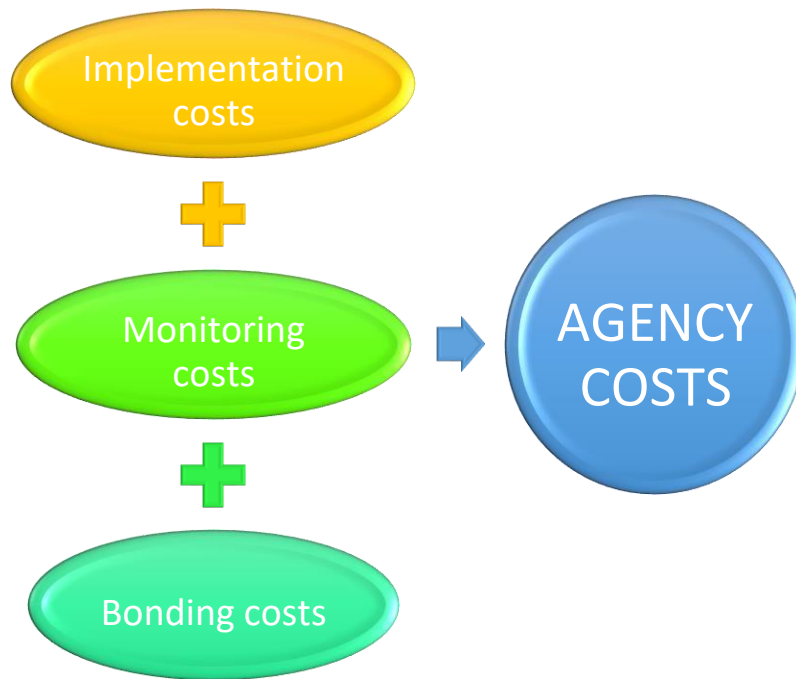 Implementation
costs
Monitoring
costs
Bonding costs
AGENCY
COSTS